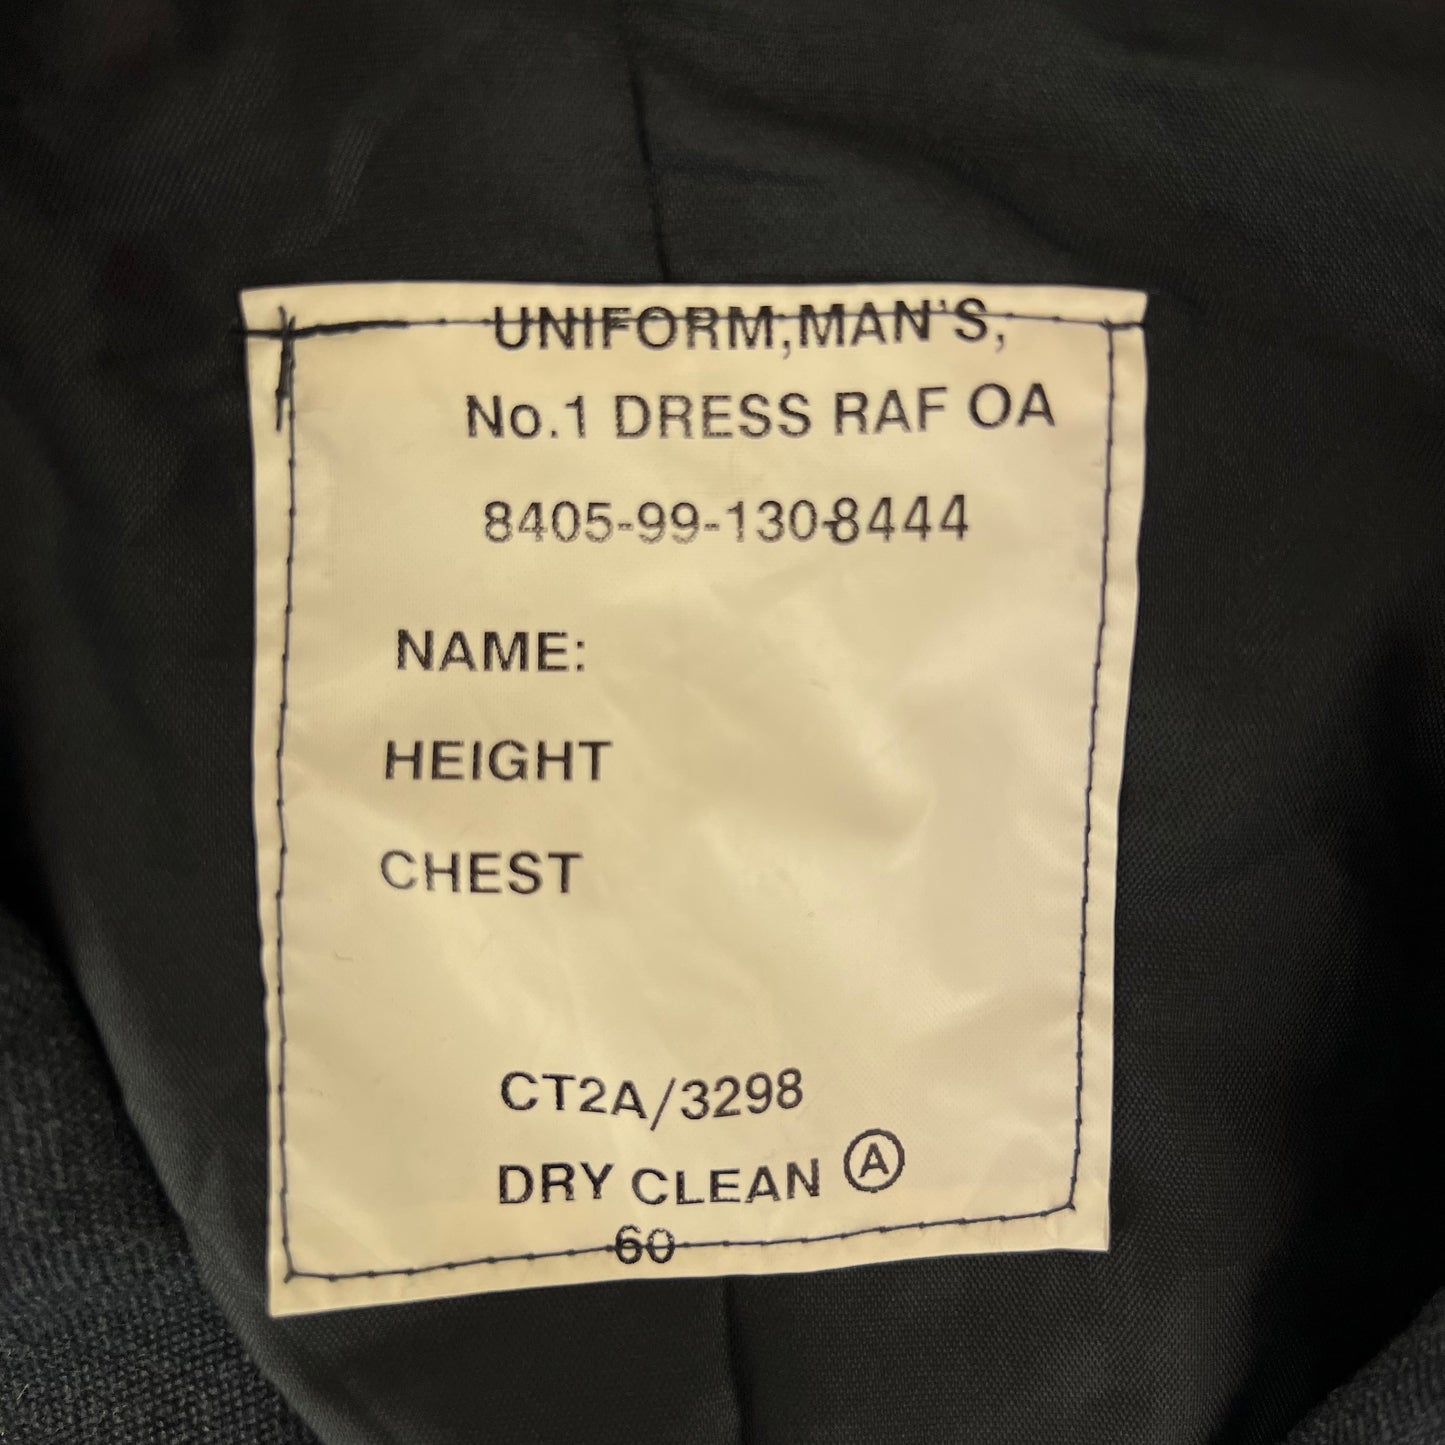 UNIFORM,MAN'S,
No.1 DRESS RAF OA
8405-99-130-8444
NAME:
HEIGHT
CHEST
CT2A/3298
DRY CLEAN Ⓐ
60